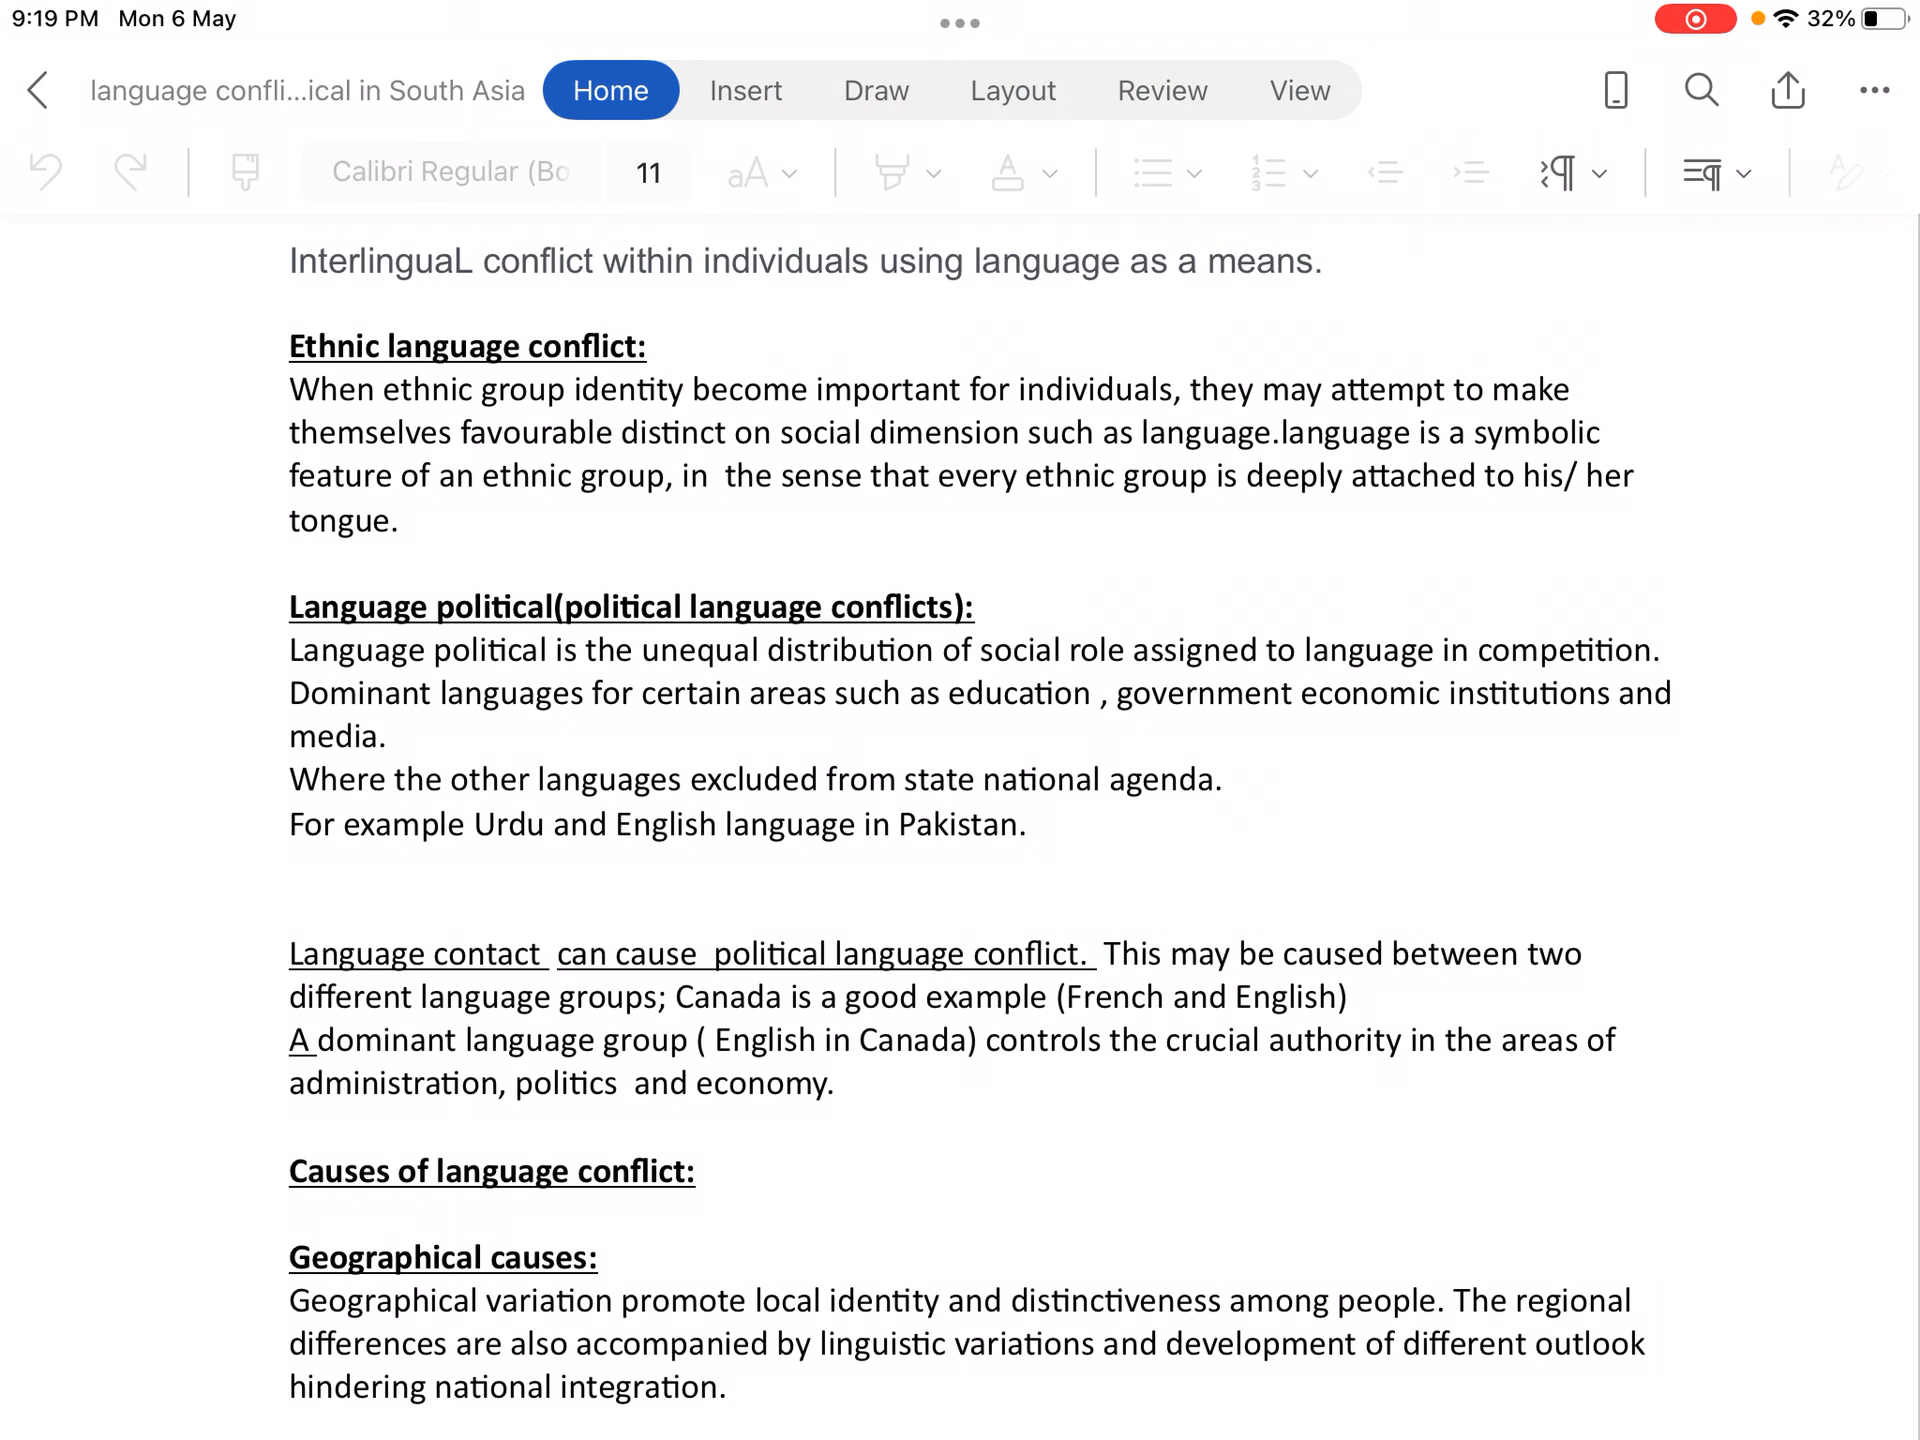 9:19 PM Mon 6 May
32%
language confli...ical in South Asia
Home Insert Draw Layout Review View
Calibri Regular (Bo 11 aA A
InterlinguaL conflict within individuals using language as a means.
Ethnic language conflict:
When ethnic group identity become important for individuals, they may attempt to make
themselves favourable distinct on social dimension such as language.language is a symbolic
feature of an ethnic group, in  the sense that every ethnic group is deeply attached to his/ her
tongue.
Language political(political language conflicts):
Language political is the unequal distribution of social role assigned to language in competition.
Dominant languages for certain areas such as education , government economic institutions and
media.
Where the other languages excluded from state national agenda.
For example Urdu and English language in Pakistan.
Language contact  can cause  political language conflict.  This may be caused between two
different language groups; Canada is a good example (French and English)
A dominant language group ( English in Canada) controls the crucial authority in the areas of
administration, politics  and economy.
Causes of language conflict:
Geographical causes:
Geographical variation promote local identity and distinctiveness among people. The regional
differences are also accompanied by linguistic variations and development of different outlook
hindering national integration.